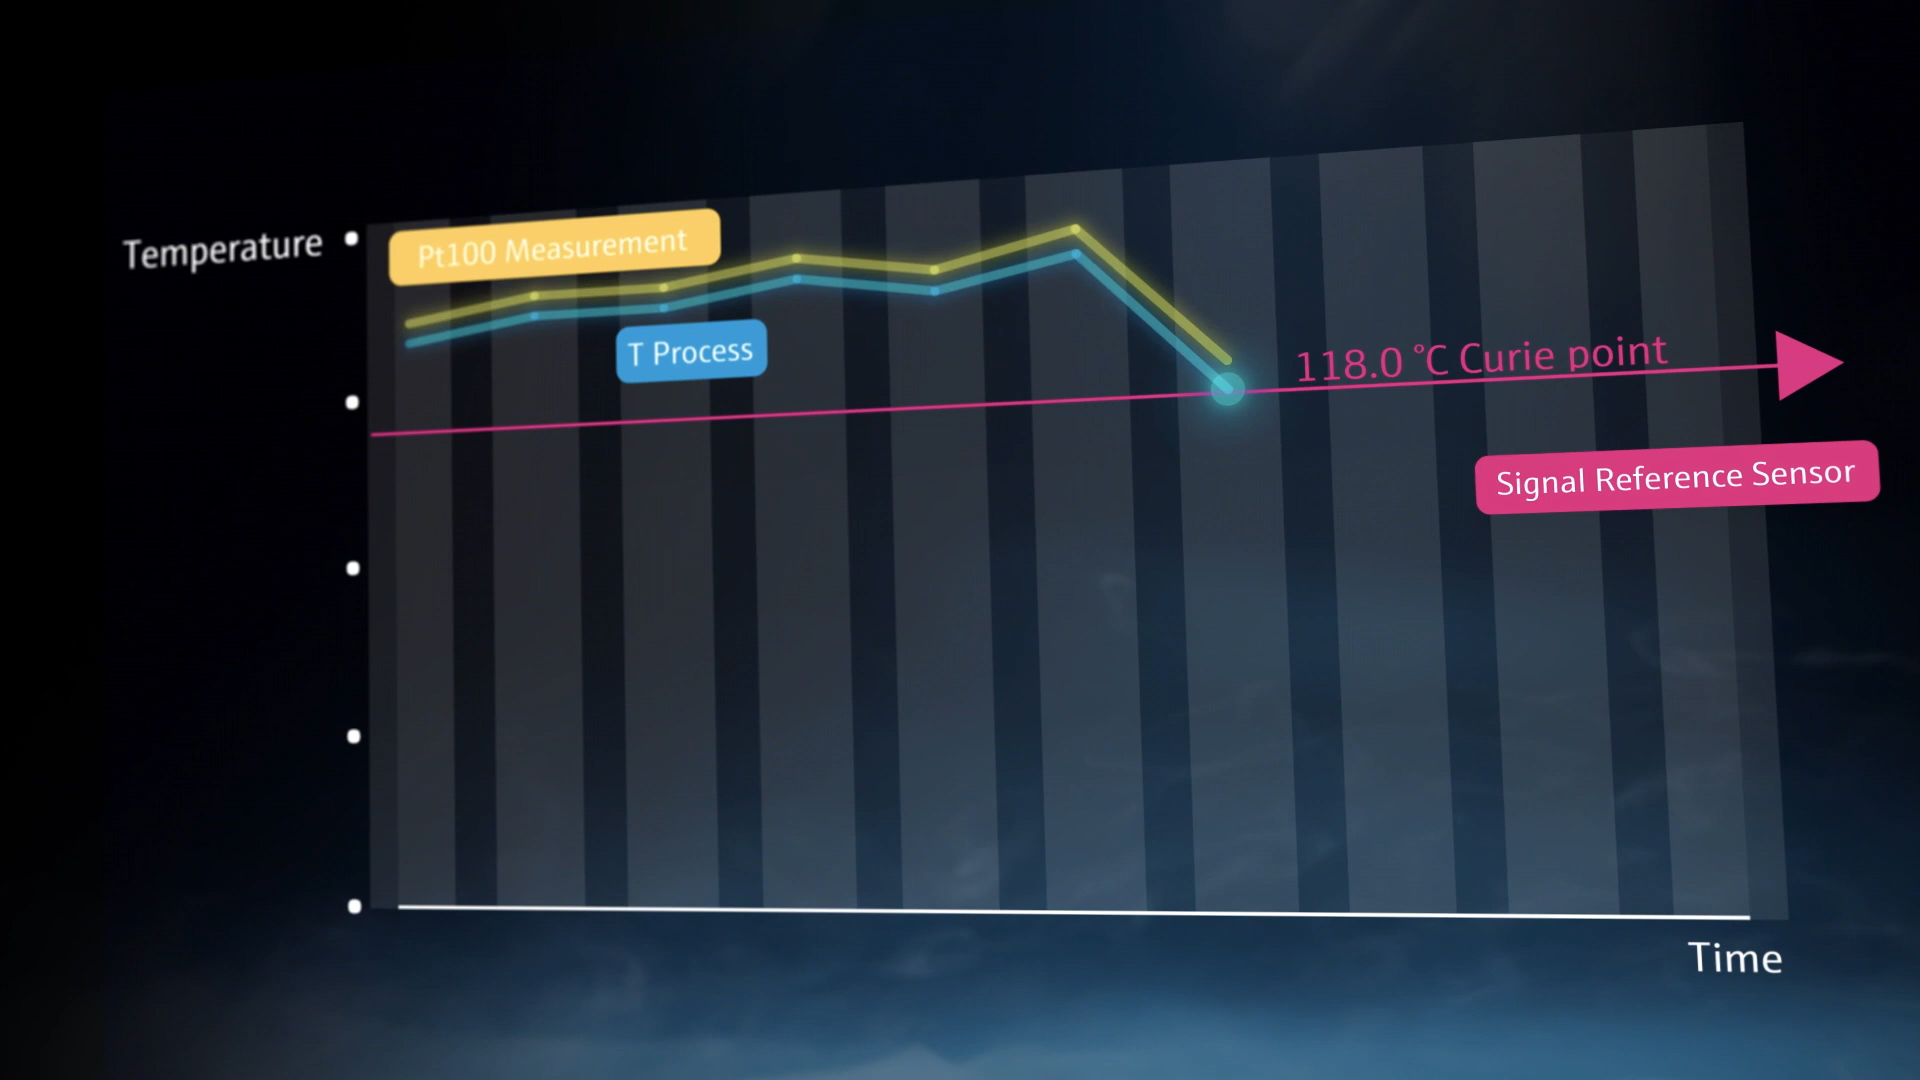 Temperature
Pt100 Measurement
T Process
118.0 °C Curie point
Signal Reference Sensor
Time